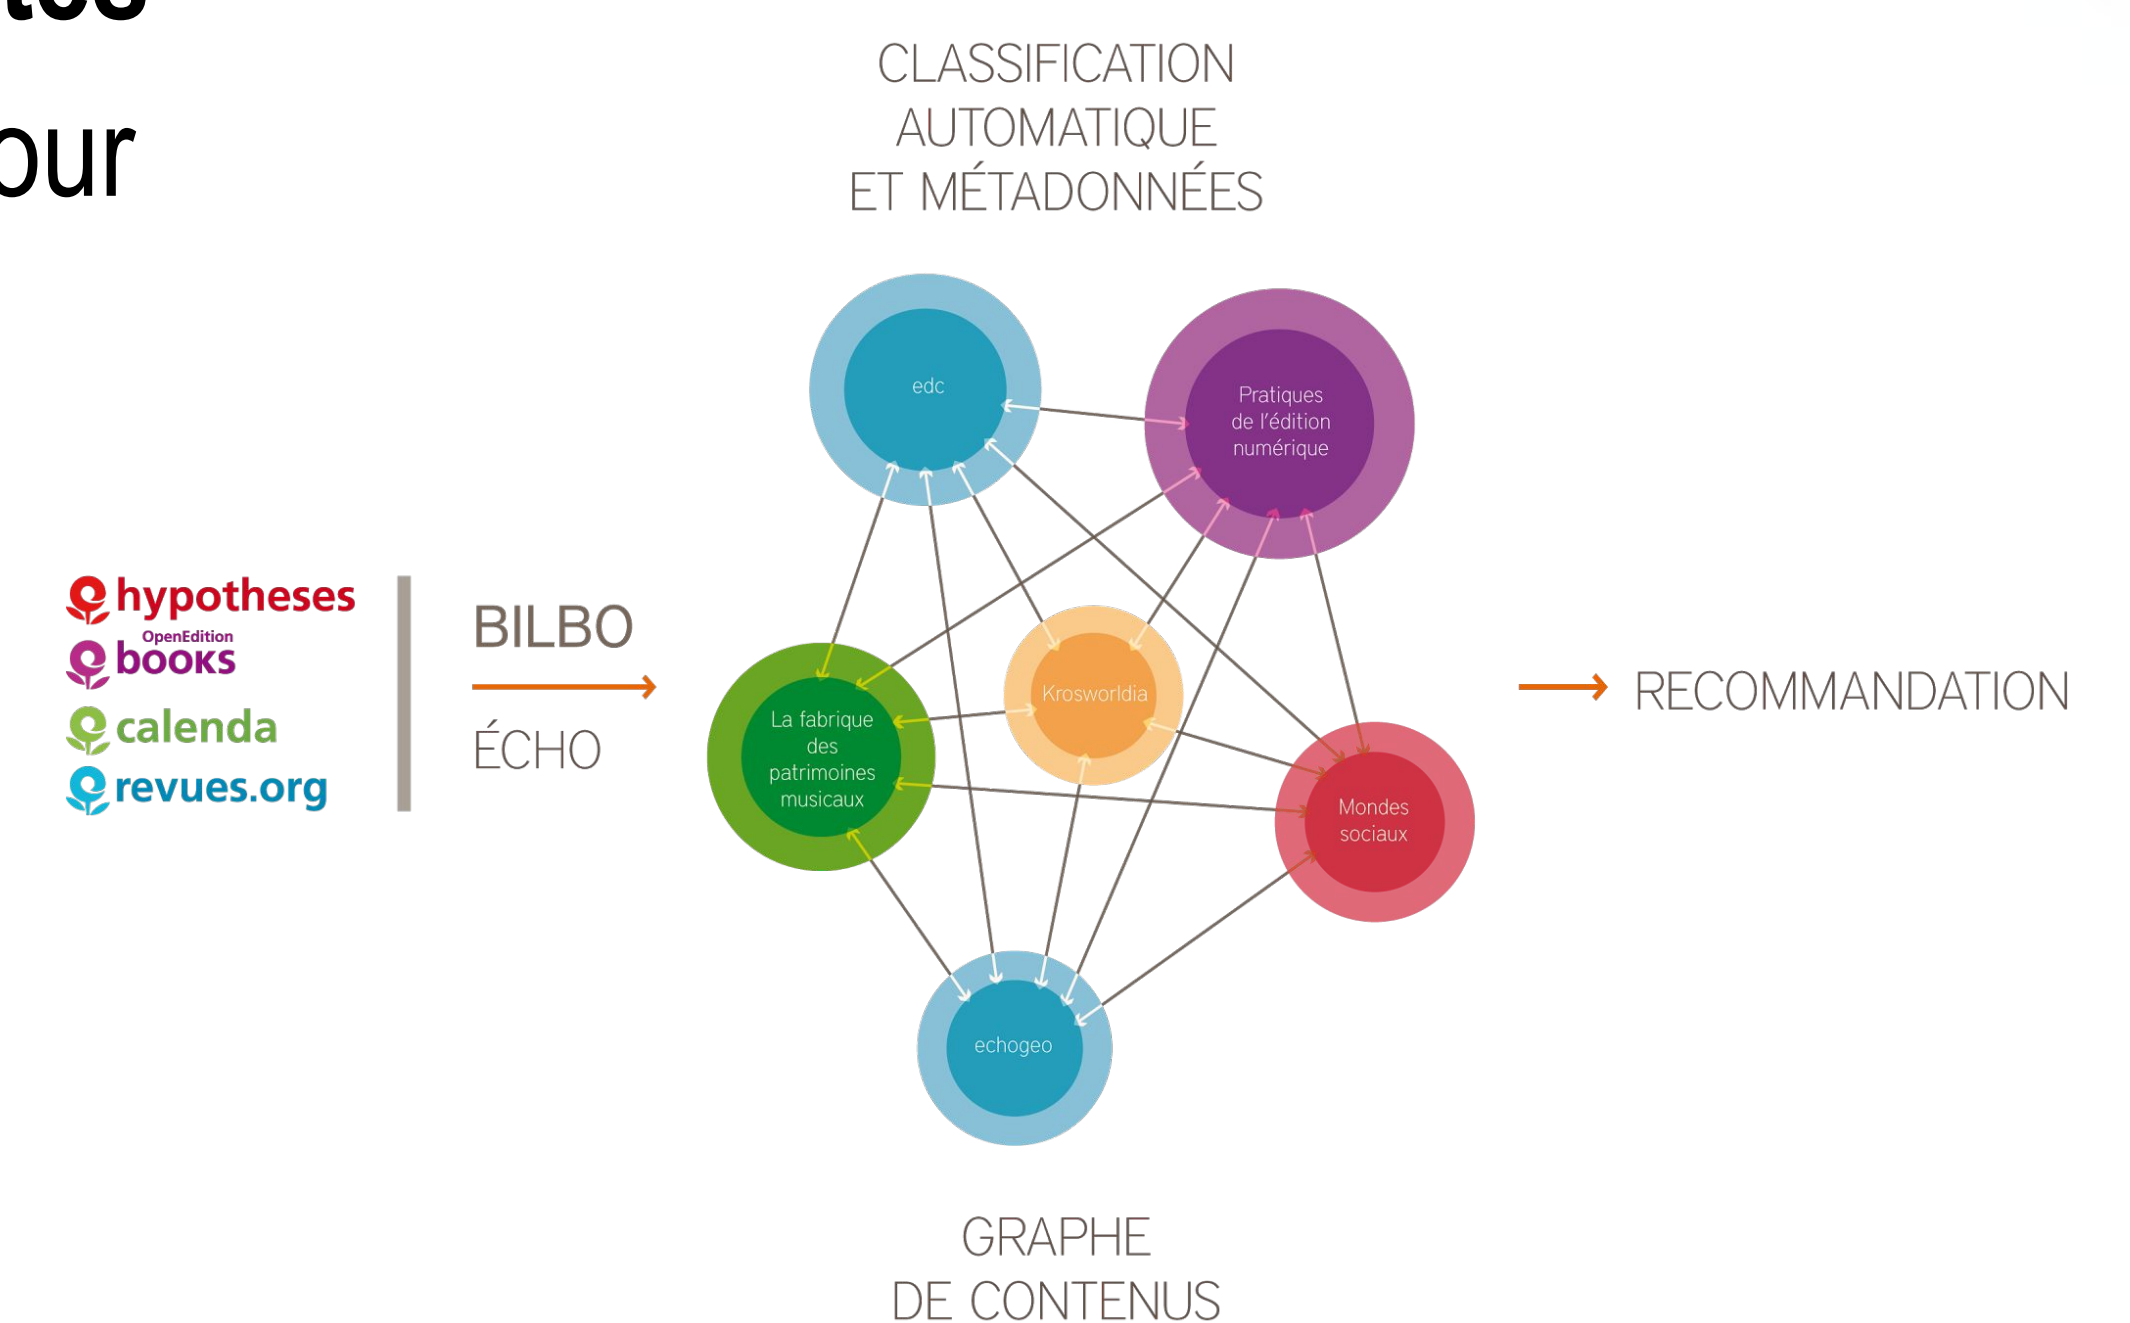 our
CLASSIFICATION
AUTOMATIQUE
ET MÉTADONNÉES
edc
Pratiques
de l'édition
numérique
hypotheses
OpenEdition
books
calenda
revues.org
BILBO
ÉCHO
La fabrique
des
patrimoines
musicaux
Krosworldia
Mondes
sociaux
echogeo
RECOMMANDATION
GRAPHE
DE CONTENUS